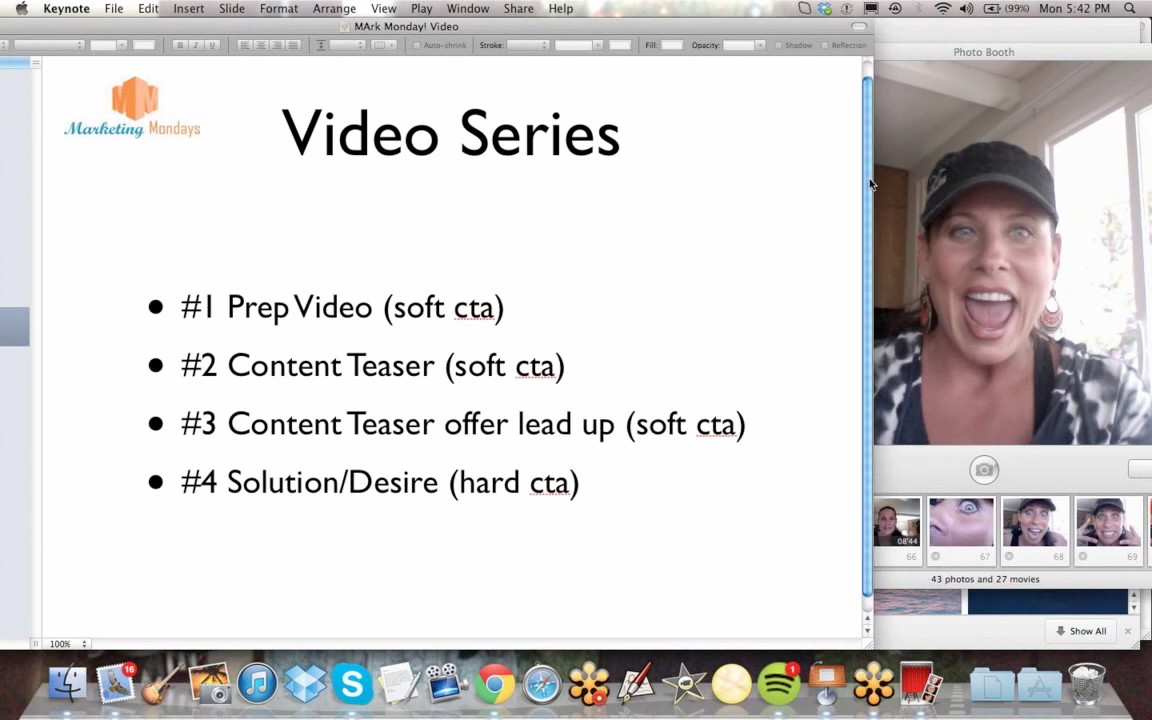 Keynote File Edit Insert Slide Format Arrange View Play Window Share Help (99%) Mon 5:42 PM
MArk Monday! Video
B I U Auto-shrink Stroke: Fill: Opacity: Shadow Reflection
Photo Booth
MM
Marketing Mondays
Video Series
• #1 Prep Video (soft cta)
• #2 Content Teaser (soft cta)
• #3 Content Teaser offer lead up (soft cta)
• #4 Solution/Desire (hard cta)
08'44
66 67 68 69
43 photos and 27 movies
Show All
100%
16
1